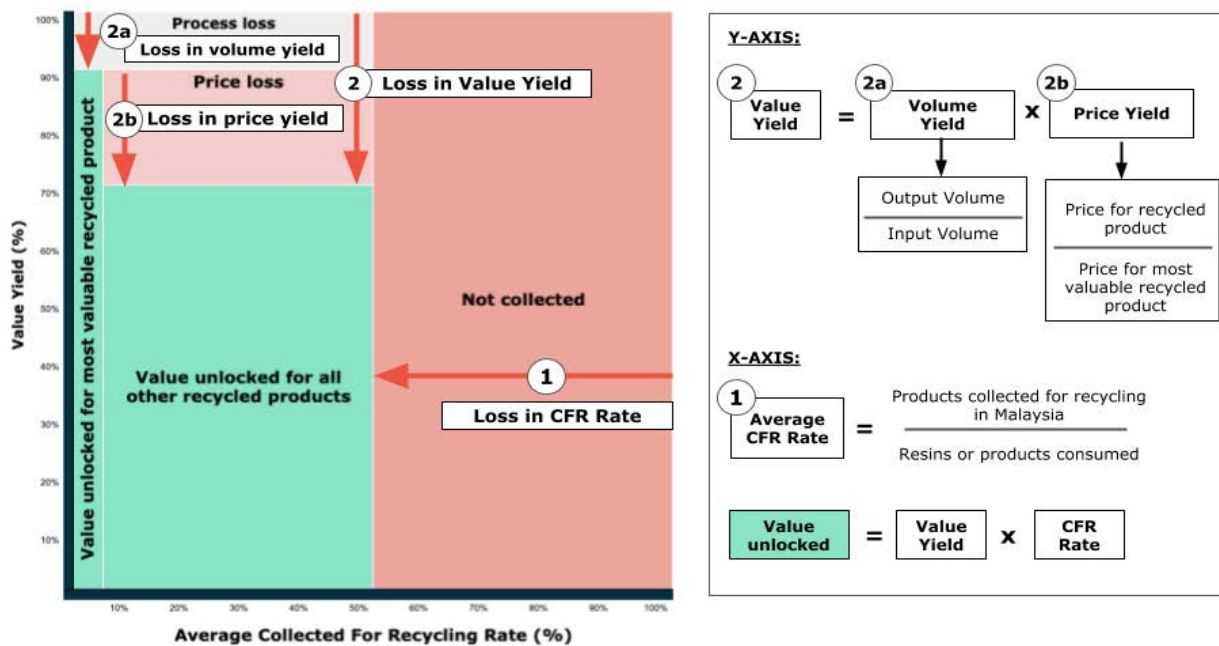 100%
90%
80%
70%
60%
50%
40%
30%
20%
10%
Value Yield (%)
2a
Process loss
Loss in volume yield
Price loss
2
Loss in Value Yield
2b
Loss in price yield
Value unlocked for most valuable recycled product
Not collected
Value unlocked for all
other recycled products
1
Loss in CFR Rate
10%
20%
30%
40%
50%
60%
70%
80%
90%
100%
Average Collected For Recycling Rate (%)
Y-AXIS:
2
Value
Yield
=
2a
Volume
Yield
x
2b
Price Yield
Output Volume
Input Volume
Price for recycled
product
Price for most
valuable recycled
product
X-AXIS:
1
Average
CFR Rate
=
Products collected for recycling
in Malaysia
Resins or products consumed
Value
unlocked
=
Value
Yield
x
CFR
Rate